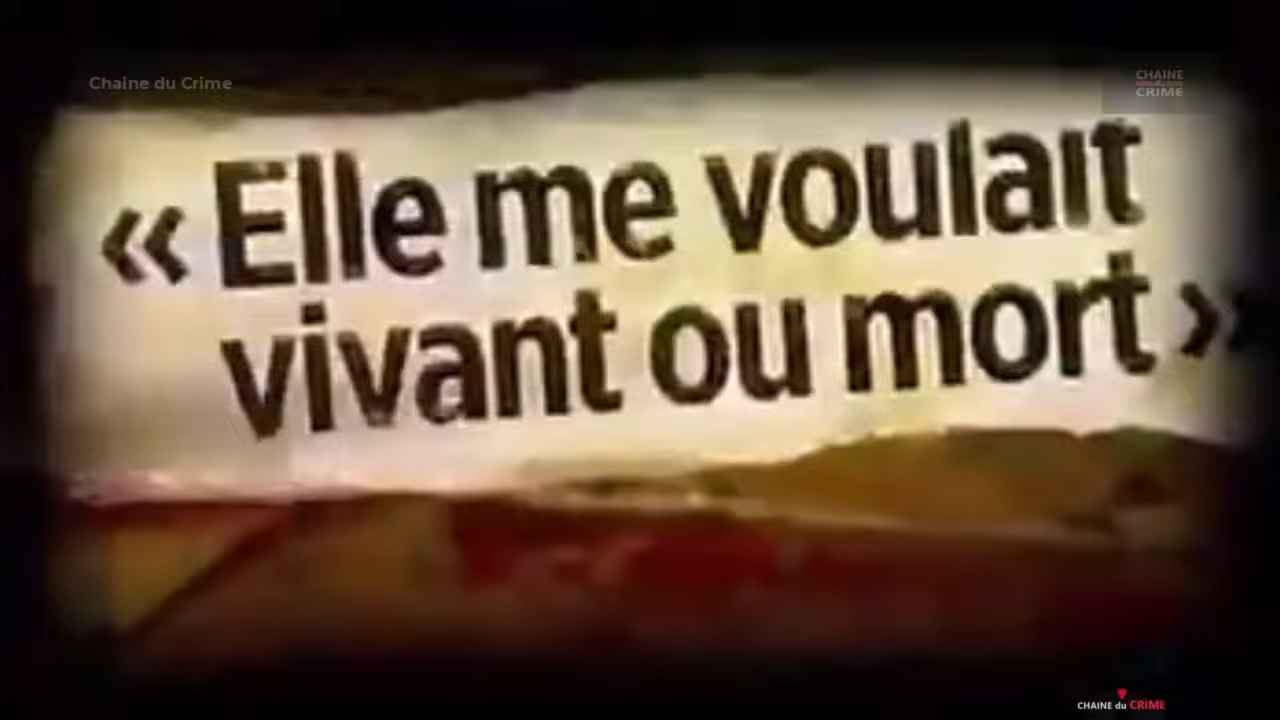 Chaine du Crime
CHAINE
CRIME
« Elle me voulait
vivant ou mort »
CHAINE du CRIME